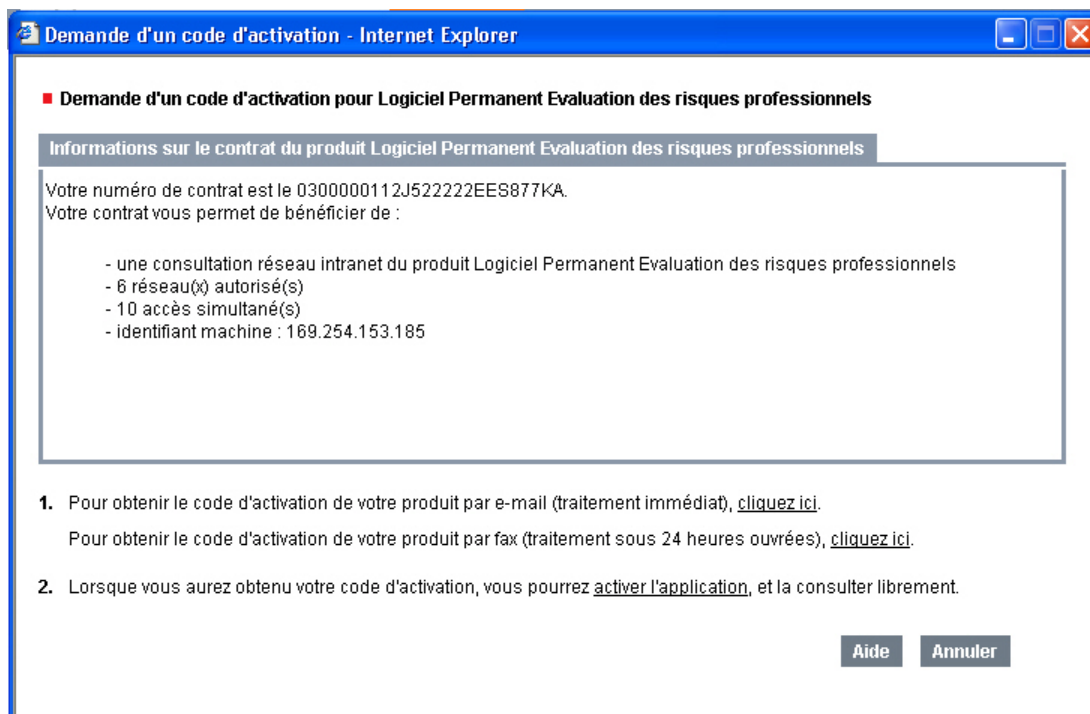 Demande d'un code d'activation - Internet Explorer
Demande d'un code d'activation pour Logiciel Permanent Evaluation des risques professionnels
Informations sur le contrat du produit Logiciel Permanent Evaluation des risques professionnels
Votre numéro de contrat est le 0300000112J522222EES877KA.
Votre contrat vous permet de bénéficier de :
- une consultation réseau intranet du produit Logiciel Permanent Evaluation des risques professionnels
- 6 réseau(x) autorisé(s)
- 10 accès simultané(s)
- identifiant machine : 169.254.153.185
1. Pour obtenir le code d'activation de votre produit par e-mail (traitement immédiat), cliquez ici.
Pour obtenir le code d'activation de votre produit par fax (traitement sous 24 heures ouvrées), cliquez ici.
2. Lorsque vous aurez obtenu votre code d'activation, vous pourrez activer l'application, et la consulter librement.
Aide Annuler